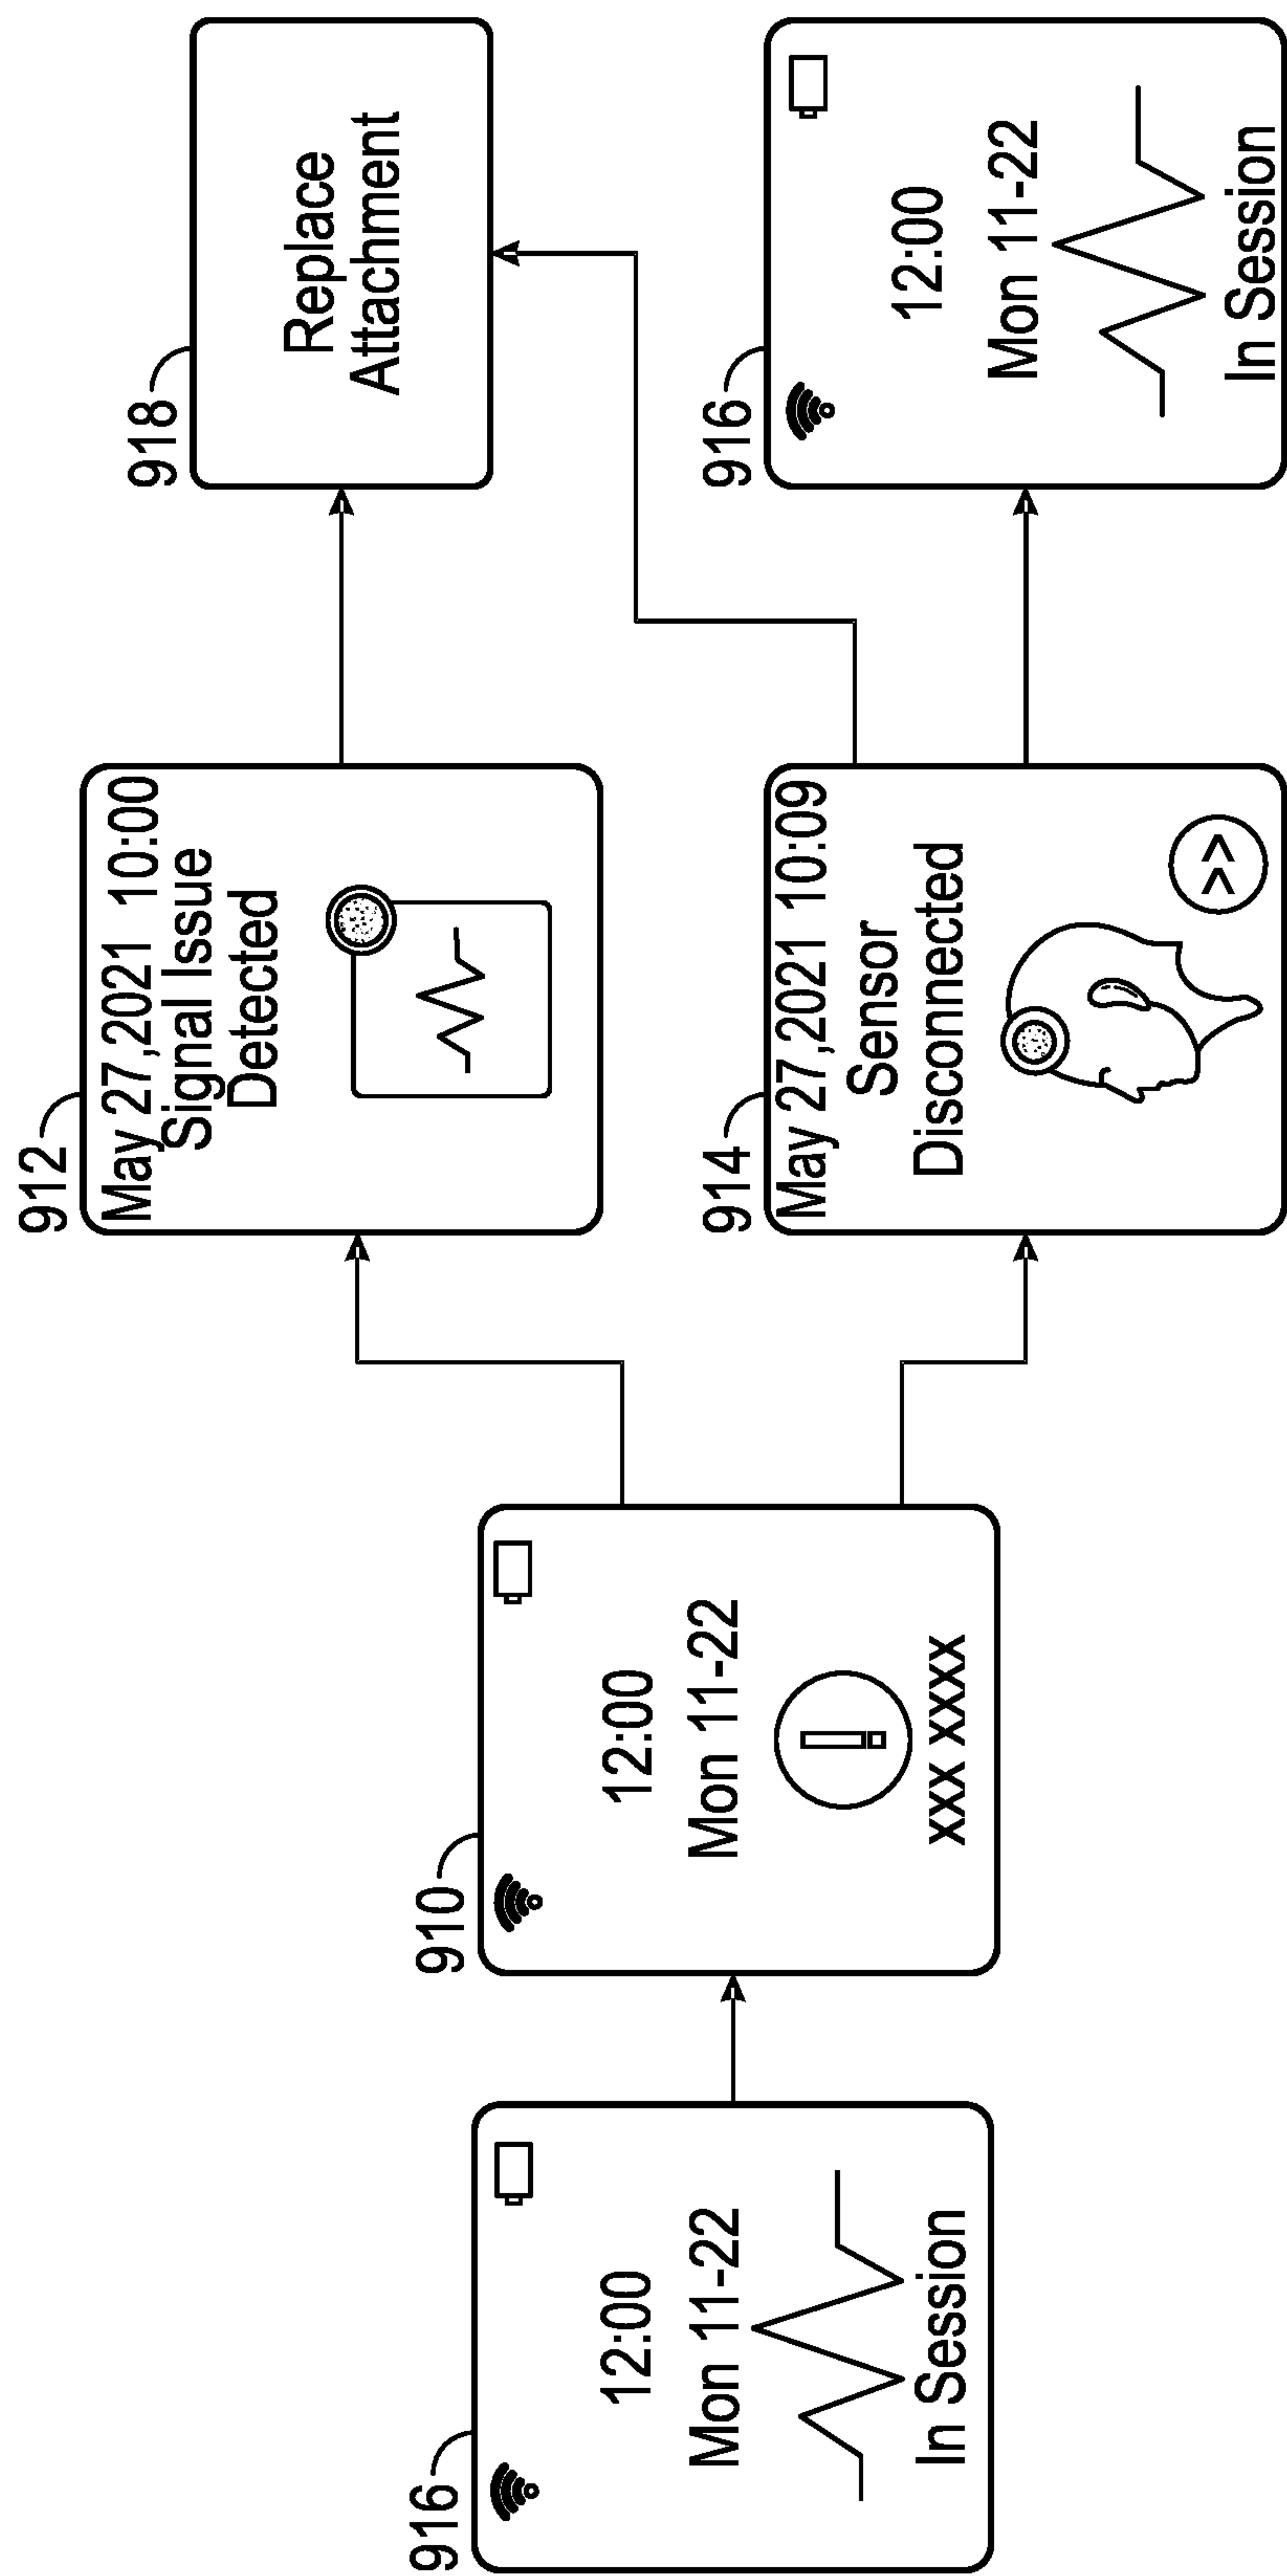 916
12:00
Mon 11-22
In Session
910
12:00
Mon 11-22
!
xxx xxxx
912
May 27,2021 10:00
Signal Issue
Detected
914
May 27,2021 10:09
Sensor
Disconnected
>>
918
Replace
Attachment
916
12:00
Mon 11-22
In Session